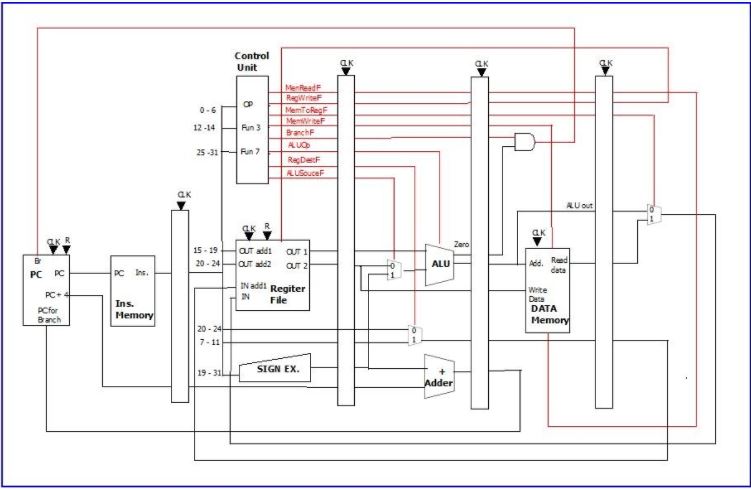 Control
Unit
CLK
CLK
CLK
OP
Fun 3
Fun 7
0 - 6
12 -14
25 -31
MenReadF
RegWriteF
MemToRegF
MemWriteF
BranchF
ALUOp
RegDestF
ALUSouceF
CLK
ALU out
0
1
CLK R
Br
PC
PC
PC + 4
PC for
Branch
PC Ins.
Ins.
Memory
15 - 19
20 - 24
CLK R
OUT add1 OUT 1
OUT add2 OUT 2
IN add1
IN
Regiter
File
0
1
ALU
Zero
CLK
Add. Read
data
Write
Data
DATA
Memory
20 - 24
7 - 11
0
1
19 - 31
SIGN EX.
+
Adder